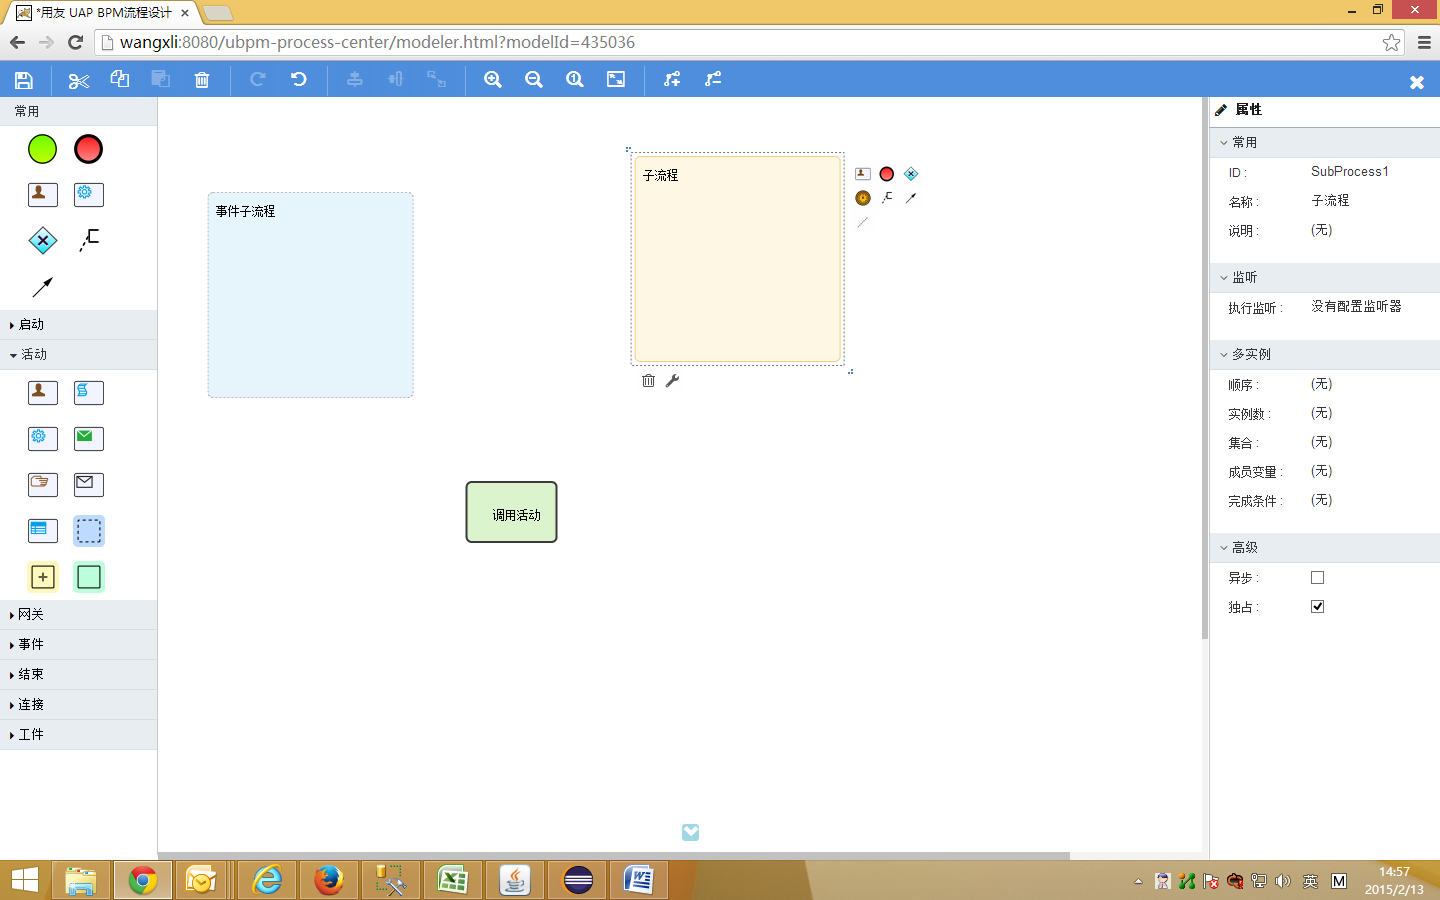 *用友 UAP BPM流程设计
wangxli:8080/ubpm-process-center/modeler.html?modelId=435036
常用
启动
活动
网关
事件
结束
连接
工件
事件子流程
子流程
调用活动
属性
常用
ID : SubProcess1
名称 : 子流程
说明 : (无)
监听
执行监听 : 没有配置监听器
多实例
顺序 : (无)
实例数 : (无)
集合 : (无)
成员变量 : (无)
完成条件 : (无)
高级
异步 :
独占 :
英 M
14:57
2015/2/13